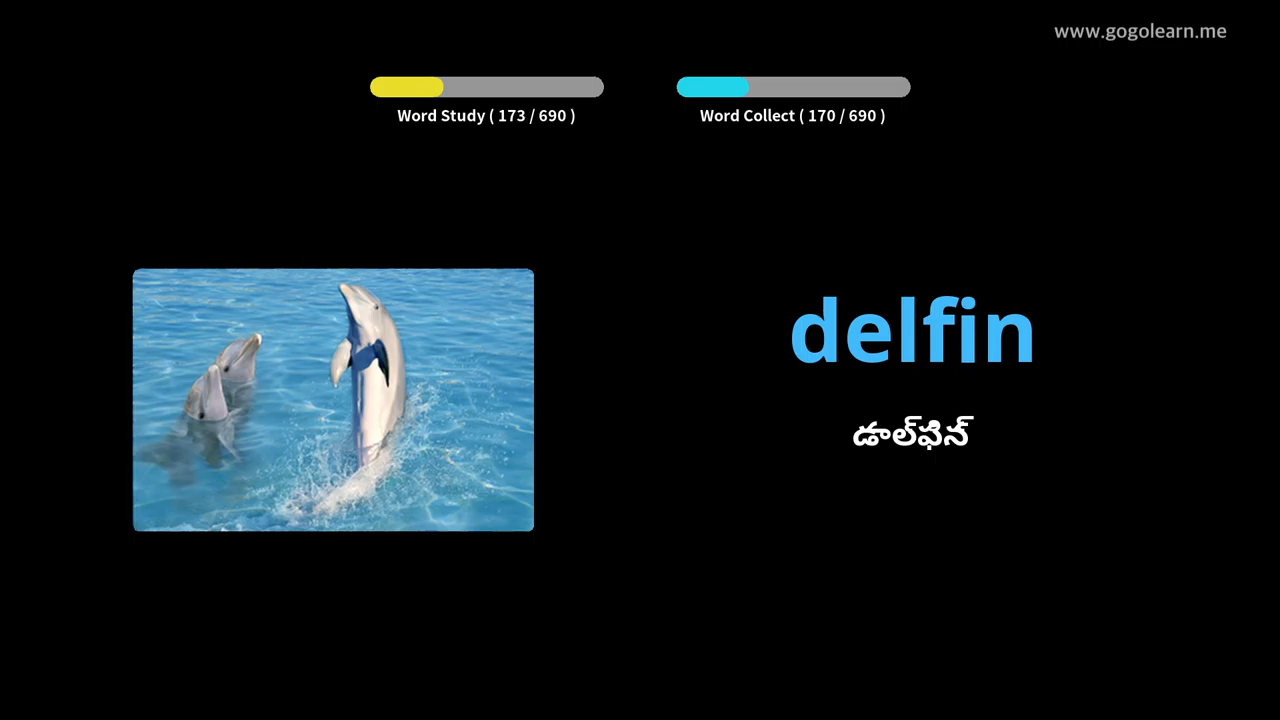 www.gogolearn.me
Word Study ( 173 / 690 )
Word Collect ( 170 / 690 )
delfin
డాల్ఫిన్